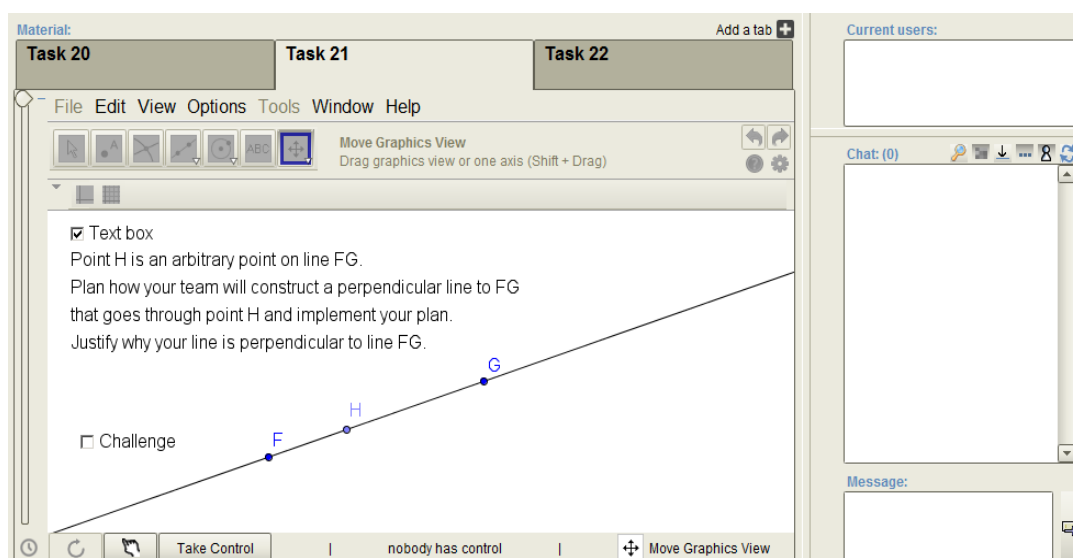 Material:
Add a tab
Current users:
Task 20
Task 21
Task 22
File Edit View Options Tools Window Help
A
ABC
Move Graphics View
Drag graphics view or one axis (Shift + Drag)
Chat: (0)
Text box
Point H is an arbitrary point on line FG.
Plan how your team will construct a perpendicular line to FG
that goes through point H and implement your plan.
Justify why your line is perpendicular to line FG.
G
H
Challenge
F
Message:
Take Control
nobody has control
Move Graphics View